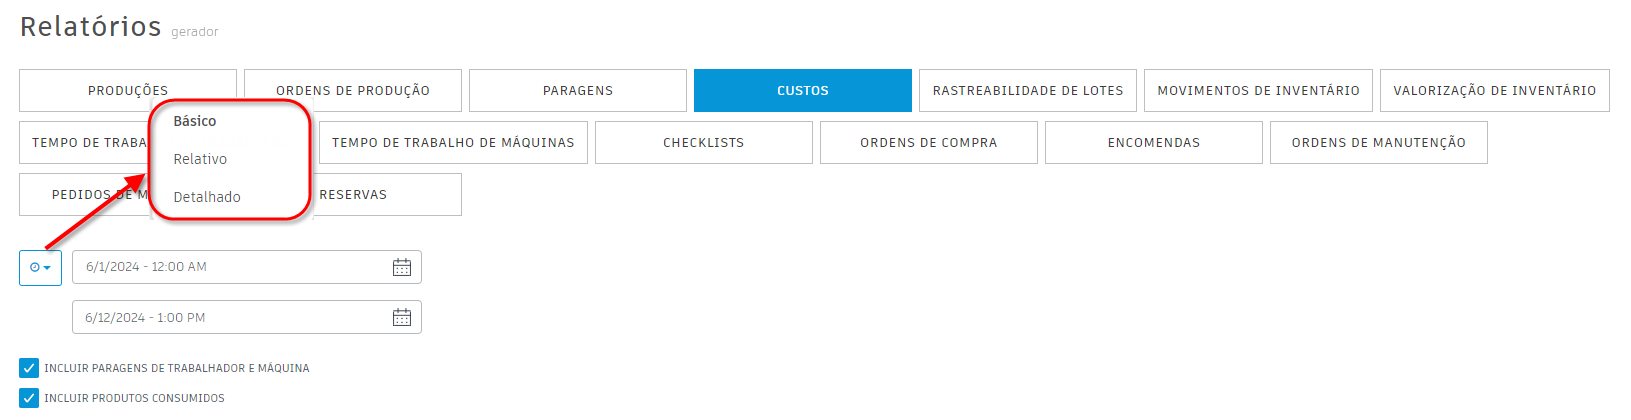 Relatórios gerador
PRODUÇÕES ORDENS DE PRODUÇÃO PARAGENS CUSTOS RASTREABILIDADE DE LOTES MOVIMENTOS DE INVENTÁRIO VALORIZAÇÃO DE INVENTÁRIO
Básico
TEMPO DE TRABA TEMPO DE TRABALHO DE MÁQUINAS CHECKLISTS ORDENS DE COMPRA ENCOMENDAS ORDENS DE MANUTENÇÃO
Relativo
PEDIDOS DE M RESERVAS
Detalhado
6/1/2024 - 12:00 AM
6/12/2024 - 1:00 PM
INCLUIR PARAGENS DE TRABALHADOR E MÁQUINA
INCLUIR PRODUTOS CONSUMIDOS